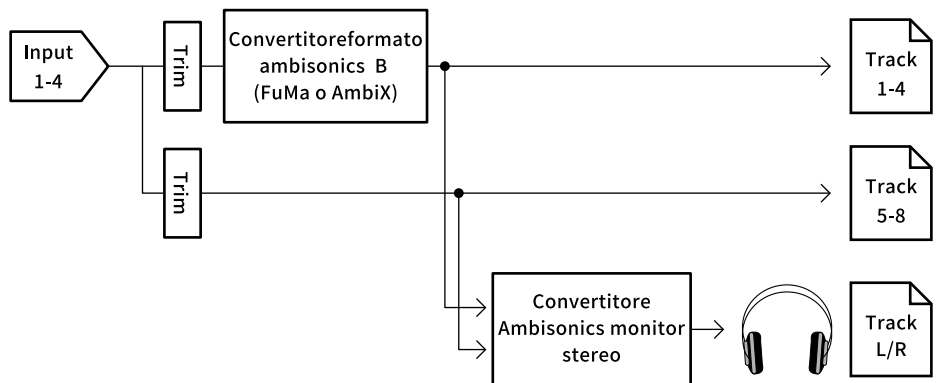 Input
1-4
Trim
Convertitoreformato
ambisonics B
(FuMa o AmbiX)
Track
1-4
Trim
Track
5-8
Convertitore
Ambisonics monitor
stereo
Track
L/R